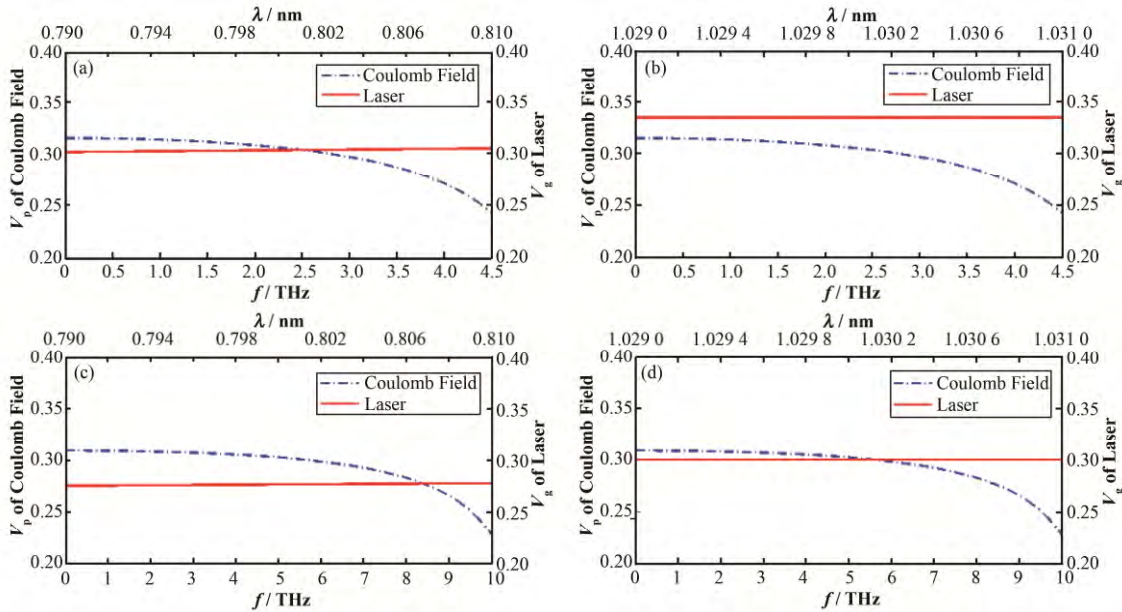 λ / nm
0.790 0.794 0.798 0.802 0.806 0.810
0.40 0.40
(a)
Coulomb Field
Laser
0.35 0.35
0.30 0.30
0.25 0.25
0.20 0.20
Vp of Coulomb Field
Vg of Laser
0 0.5 1.0 1.5 2.0 2.5 3.0 3.5 4.0 4.5
f / THz
λ / nm
1.029 0 1.029 4 1.029 8 1.030 2 1.030 6 1.031 0
0.40 0.40
(b)
Coulomb Field
Laser
0.35 0.35
0.30 0.30
0.25 0.25
0.20 0.20
Vp of Coulomb Field
Vg of Laser
0 0.5 1.0 1.5 2.0 2.5 3.0 3.5 4.0 4.5
f / THz
λ / nm
0.790 0.794 0.798 0.802 0.806 0.810
0.40 0.40
(c)
Coulomb Field
Laser
0.35 0.35
0.30 0.30
0.25 0.25
0.20 0.20
Vp of Coulomb Field
Vg of Laser
0 1 2 3 4 5 6 7 8 9 10
f / THz
λ / nm
1.029 0 1.029 4 1.029 8 1.030 2 1.030 6 1.031 0
0.40 0.40
(d)
Coulomb Field
Laser
0.35 0.35
0.30 0.30
0.25 0.25
0.20 0.20
Vp of Coulomb Field
Vg of Laser
0 1 2 3 4 5 6 7 8 9 10
f / THz